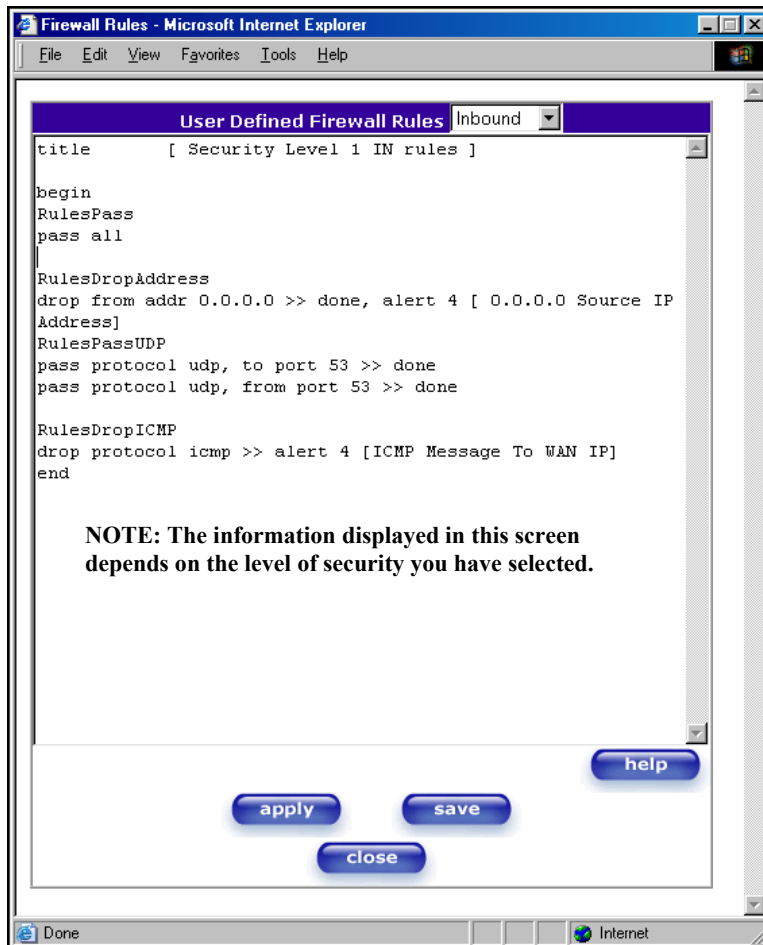 Firewall Rules - Microsoft Internet Explorer
File Edit View Favorites Tools Help
User Defined Firewall Rules Inbound
title [ Security Level 1 IN rules ]
begin
RulesPass
pass all
RulesDropAddress
drop from addr 0.0.0.0 >> done, alert 4 [ 0.0.0.0 Source IP
Address]
RulesPassUDP
pass protocol udp, to port 53 >> done
pass protocol udp, from port 53 >> done
RulesDropICMP
drop protocol icmp >> alert 4 [ICMP Message To WAN IP]
end
NOTE: The information displayed in this screen
depends on the level of security you have selected.
help
apply save
close
Done Internet